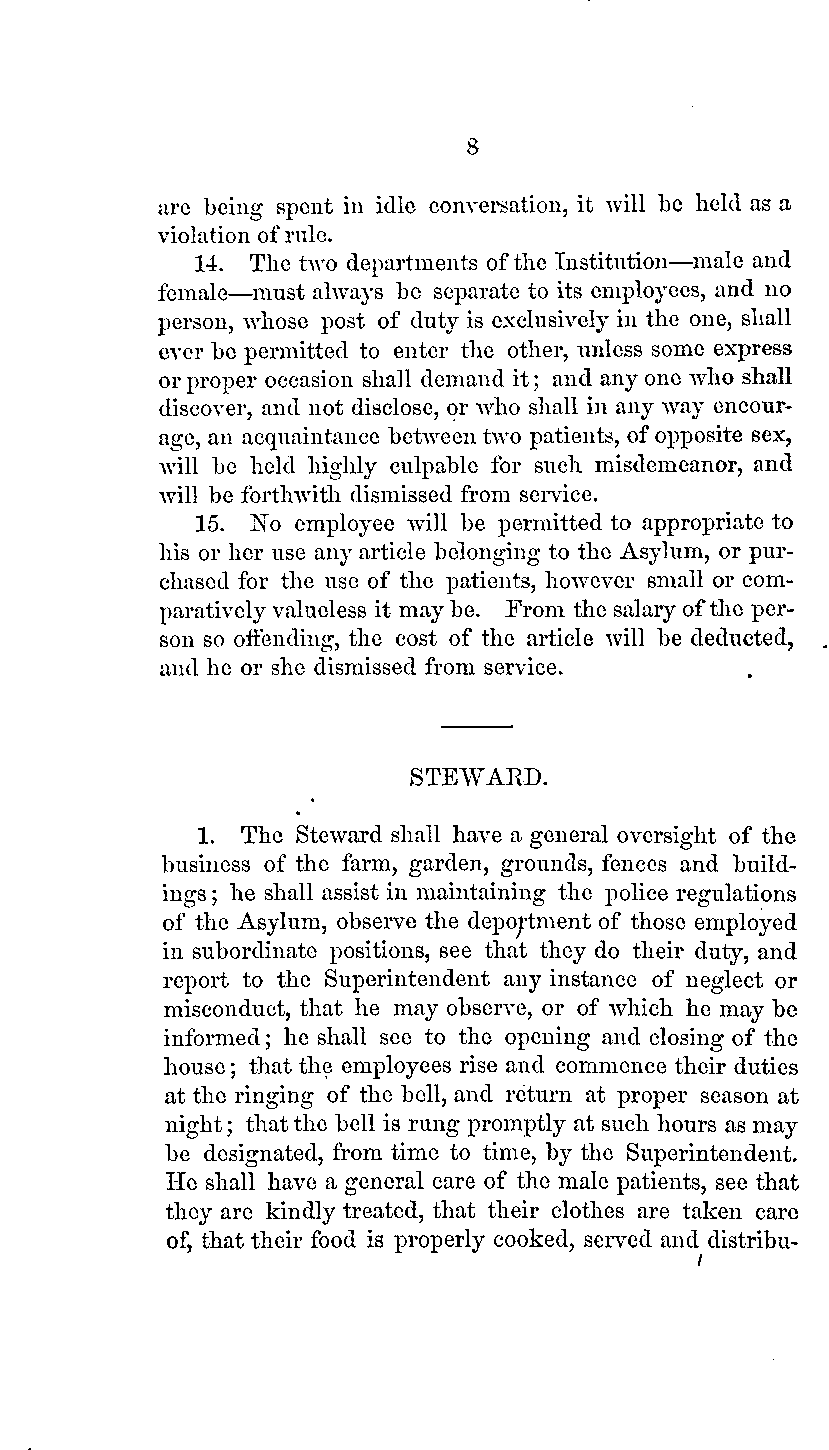 8
are being spent in idle conversation, it will be held as a
violation of rule.
14. The two departments of the Institution—male and
female—must always be separate to its employees, and no
person, whose post of duty is exclusively in the one, shall
ever be permitted to enter the other, unless some express
or proper occasion shall demand it; and any one who shall
discover, and not disclose, or who shall in any way encour-
age, an acquaintance between two patients, of opposite sex,
will be held highly culpable for such misdemeanor, and
will be forthwith dismissed from service.
15. No employee will be permitted to appropriate to
his or her use any article belonging to the Asylum, or pur-
chased for the use of the patients, however small or com-
paratively valueless it may be. From the salary of the per-
son so offending, the cost of the article will be deducted,
and he or she dismissed from service.
STEWARD.
1. The Steward shall have a general oversight of the
business of the farm, garden, grounds, fences and build-
ings; he shall assist in maintaining the police regulations
of the Asylum, observe the deportment of those employed
in subordinate positions, see that they do their duty, and
report to the Superintendent any instance of neglect or
misconduct, that he may observe, or of which he may be
informed; he shall see to the opening and closing of the
house; that the employees rise and commence their duties
at the ringing of the bell, and return at proper season at
night; that the bell is rung promptly at such hours as may
be designated, from time to time, by the Superintendent.
He shall have a general care of the male patients, see that
they are kindly treated, that their clothes are taken care
of, that their food is properly cooked, served and distribu-